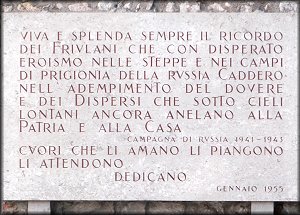 VIVA E SPLENDA SEMPRE IL RICORDO
DEI FRIVLANI CHE CON DISPERATO
EROISMO NELLE STEPPE E NEI CAMPI
DI PRIGIONIA DELLA RVSSIA CADDERO
NELL'ADEMPIMENTO DEL DOVERE
E DEI DISPERSI CHE SOTTO CIELI
LONTANI ANCORA ANELANO ALLA
PATRIA E ALLA CASA
CAMPAGNA DI RVSSIA 1941-1943
CVORI CHE LI AMANO LI PIANGONO
LI ATTENDONO
DEDICANO
GENNAIO 1955